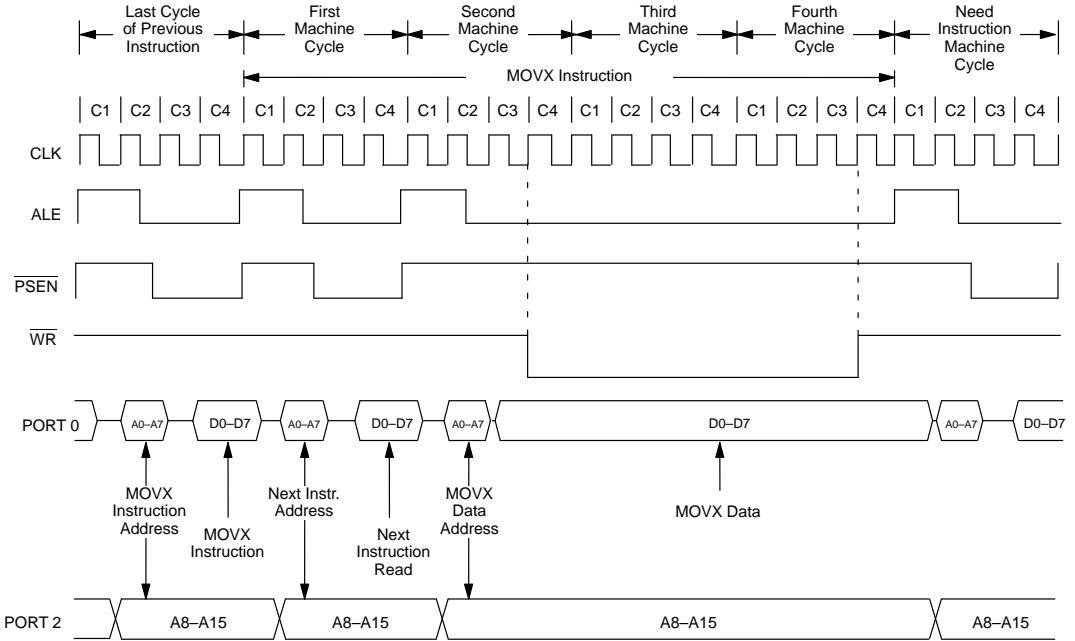 Last Cycle
of Previous
Instruction
First
Machine
Cycle
Second
Machine
Cycle
Third
Machine
Cycle
Fourth
Machine
Cycle
Need
Instruction
Machine
Cycle
MOVX Instruction
C1 C2 C3 C4 C1 C2 C3 C4 C1 C2 C3 C4 C1 C2 C3 C4 C1 C2 C3 C4 C1 C2 C3 C4
CLK
ALE
PSEN
WR
PORT 0
A0–A7 D0–D7 A0–A7 D0–D7 A0–A7 D0–D7 A0–A7 D0–D7
MOVX
Instruction
Address
MOVX
Instruction
Next Instr.
Address
Next
Instruction
Read
MOVX
Data
Address
MOVX Data
PORT 2
A8–A15 A8–A15 A8–A15 A8–A15